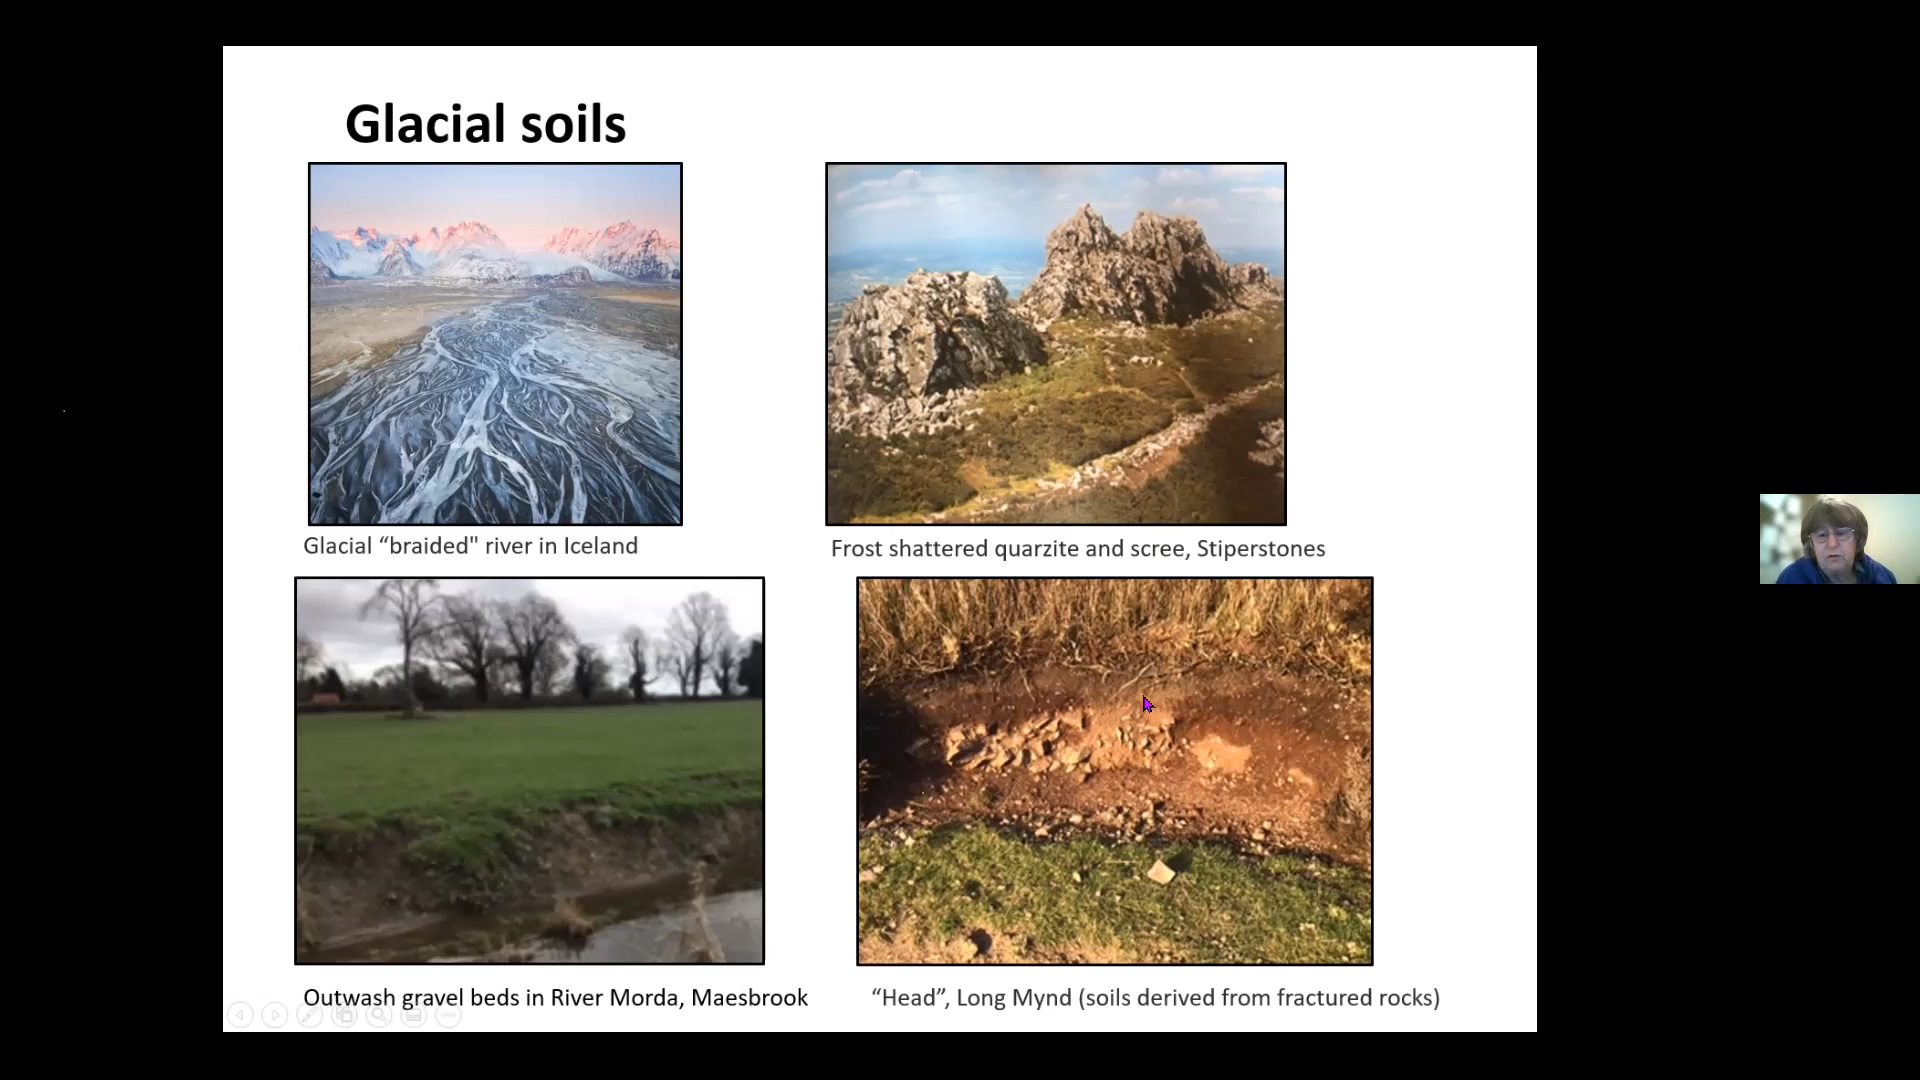 Glacial soils
Glacial “braided" river in Iceland
Frost shattered quarzite and scree, Stiperstones
Outwash gravel beds in River Morda, Maesbrook
“Head”, Long Mynd (soils derived from fractured rocks)